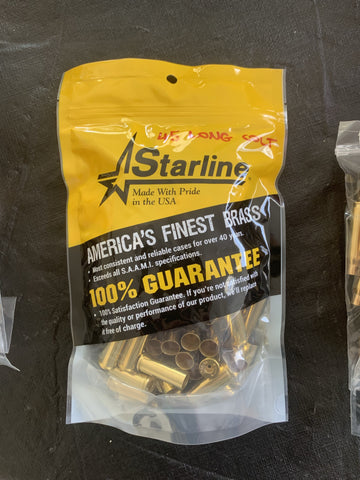 45 LONG COLT
Starline
Made With Pride
in the USA
AMERICA'S FINEST BRASS
• Most consistent and reliable cases for over 40 years.
• Exceeds all S.A.A.M.I. specifications.
100% GUARANTEE
• 100% Satisfaction Guarantee. If you're not satisfied with
the quality or performance of our product, we'll replace
it free of charge.